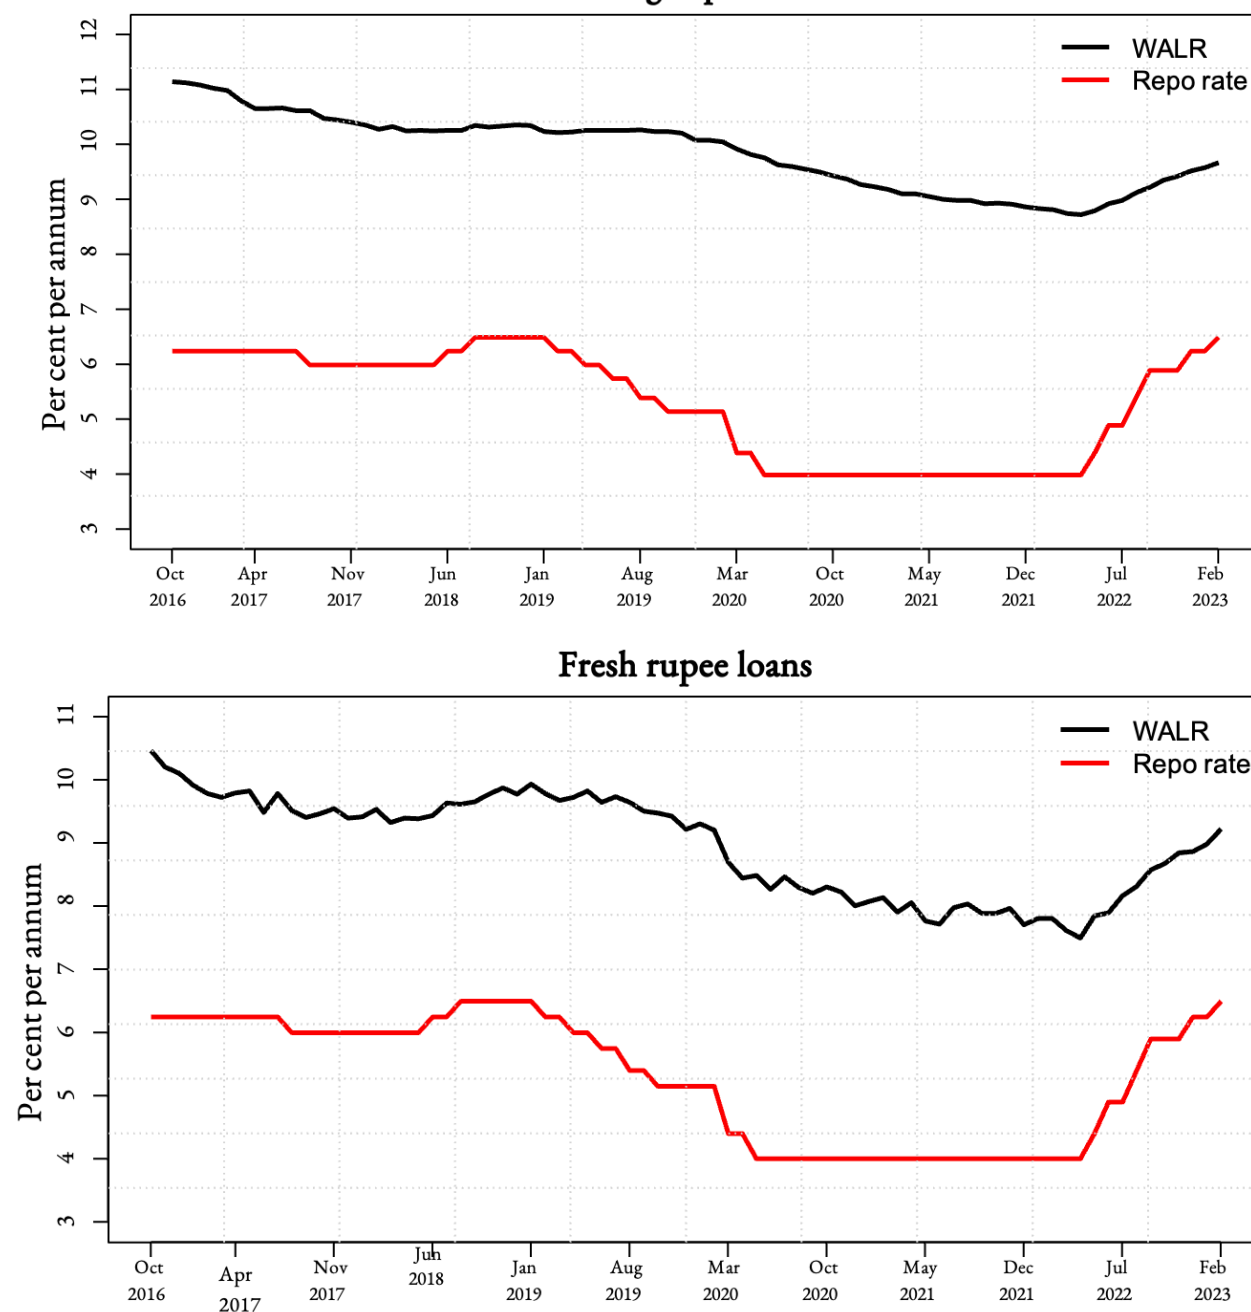 12
11
10
9
8
7
6
5
4
3
Per cent per annum
WALR
Repo rate
Oct Apr Nov Jun Jan Aug Mar Oct May Dec Jul Feb
2016 2017 2017 2018 2019 2019 2020 2020 2021 2021 2022 2023
Fresh rupee loans
11
10
9
8
7
6
5
4
3
Per cent per annum
WALR
Repo rate
Oct Apr Nov Jun Jan Aug Mar Oct May Dec Jul Feb
2016 2017 2017 2018 2019 2019 2020 2020 2021 2021 2022 2023